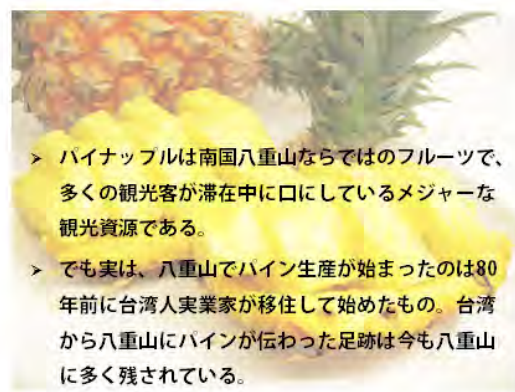 ➢ パイナップルは南国八重山ならではのフルーツで、
多くの観光客が滞在中に口にしているメジャーな
観光資源である。
➢ でも実は、八重山でパイン生産が始まったのは80
年前に台湾人実業家が移住して始めたもの。台湾
から八重山にパインが伝わった足跡は今も八重山
に多く残されている。